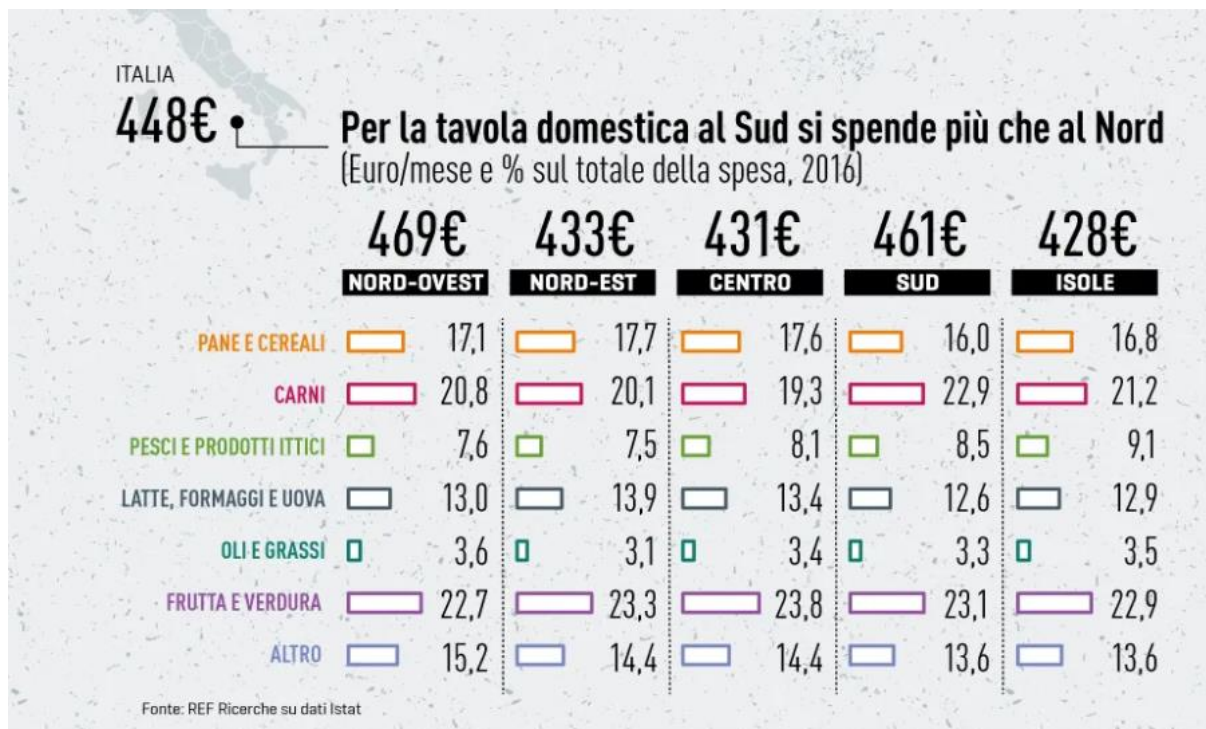 ITALIA
448€
Per la tavola domestica al Sud si spende più che al Nord
(Euro/mese e % sul totale della spesa, 2016)
469€ 433€ 431€ 461€ 428€
NORD-OVEST NORD-EST CENTRO SUD ISOLE
PANE E CEREALI 17,1 17,7 17,6 16,0 16,8
CARNI 20,8 20,1 19,3 22,9 21,2
PESCI E PRODOTTI ITTICI 7,6 7,5 8,1 8,5 9,1
LATTE, FORMAGGI E UOVA 13,0 13,9 13,4 12,6 12,9
OLI E GRASSI 3,6 3,1 3,4 3,3 3,5
FRUTTA E VERDURA 22,7 23,3 23,8 23,1 22,9
ALTRO 15,2 14,4 14,4 13,6 13,6
Fonte: REF Ricerche su dati Istat